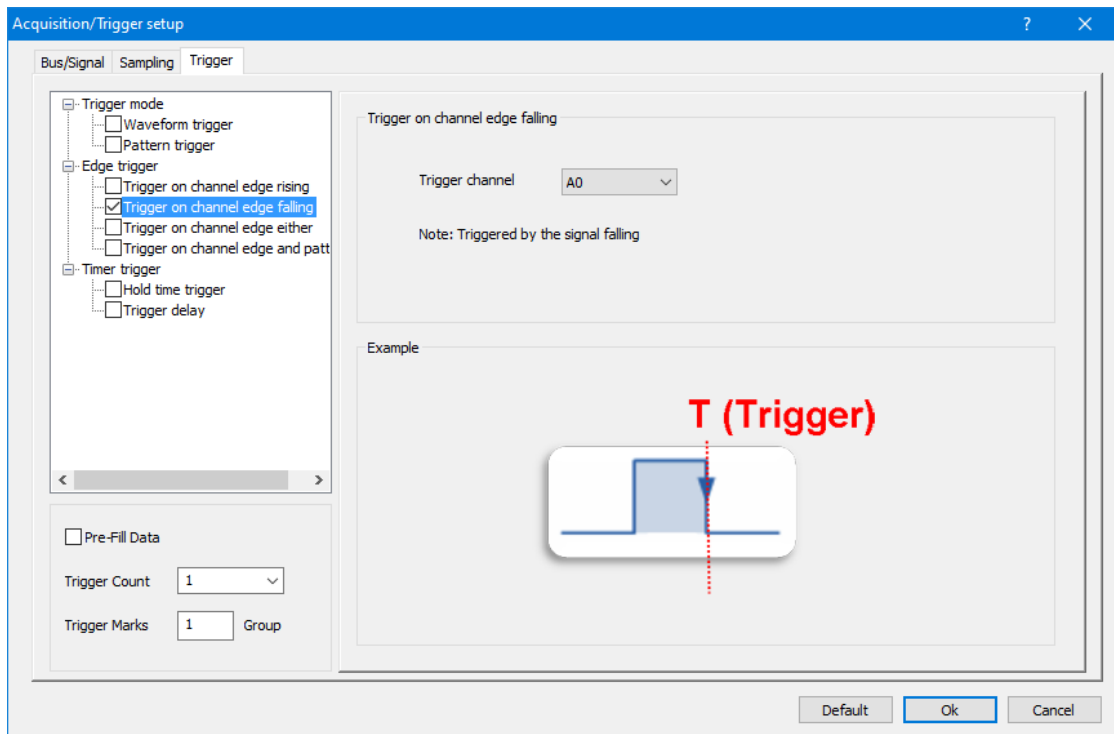 Acquisition/Trigger setup
Bus/Signal Sampling Trigger
Trigger mode
Waveform trigger
Pattern trigger
Edge trigger
Trigger on channel edge rising
Trigger on channel edge falling
Trigger on channel edge either
Trigger on channel edge and patt
Timer trigger
Hold time trigger
Trigger delay
Pre-Fill Data
Trigger Count 1
Trigger Marks 1 Group
Trigger on channel edge falling
Trigger channel A0
Note: Triggered by the signal falling
Example
T (Trigger)
Default Ok Cancel